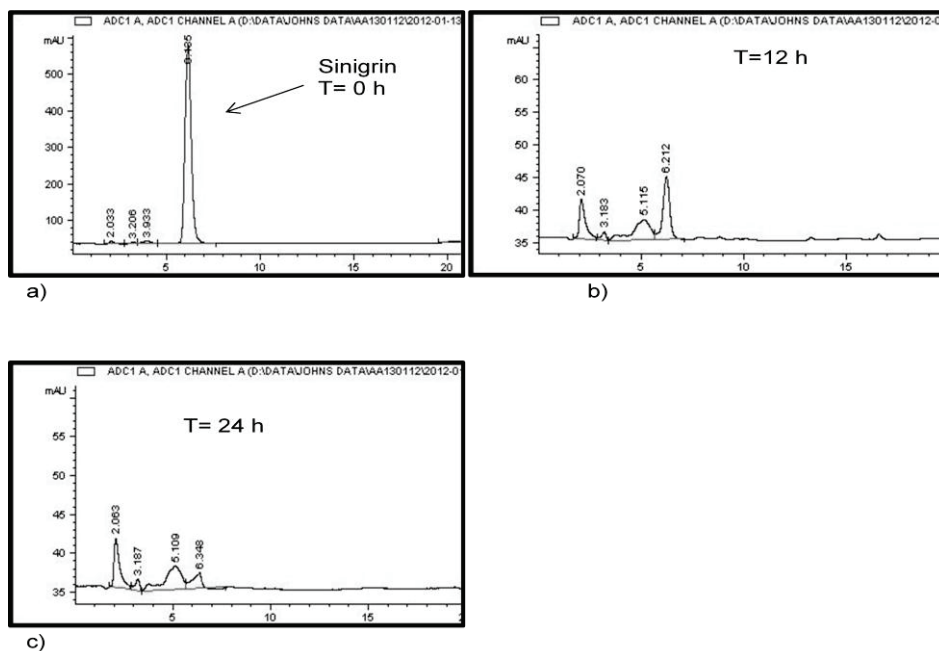 ADC1 A, ADC1 CHANNEL A (D:\DATA\JOHNS DATA\AA130112\2012-01-13
mAU
500
400
300
200
100
5
10
15
20
2.033
3.206
3.933
Sinigrin
T= 0 h
a)
ADC1 A, ADC1 CHANNEL A (D:\DATA\JOHNS DATA\AA130112\2012-0
mAU
60
55
50
45
40
35
5
10
15
2.070
3.183
5.115
6.212
T=12 h
b)
ADC1 A, ADC1 CHANNEL A (D:\DATA\JOHNS DATA\AA130112\2012-01
mAU
55
50
45
40
35
5
10
15
2.063
3.187
5.109
6.348
T= 24 h
c)